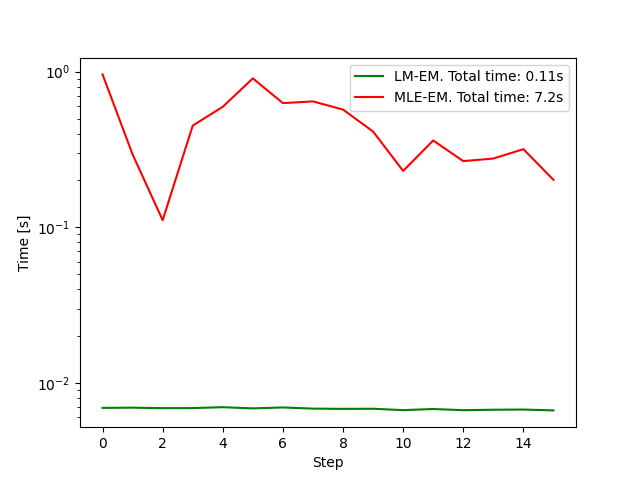 LM-EM. Total time: 0.11s
MLE-EM. Total time: 7.2s
10⁰
10⁻¹
10⁻²
Time [s]
0 2 4 6 8 10 12 14
Step